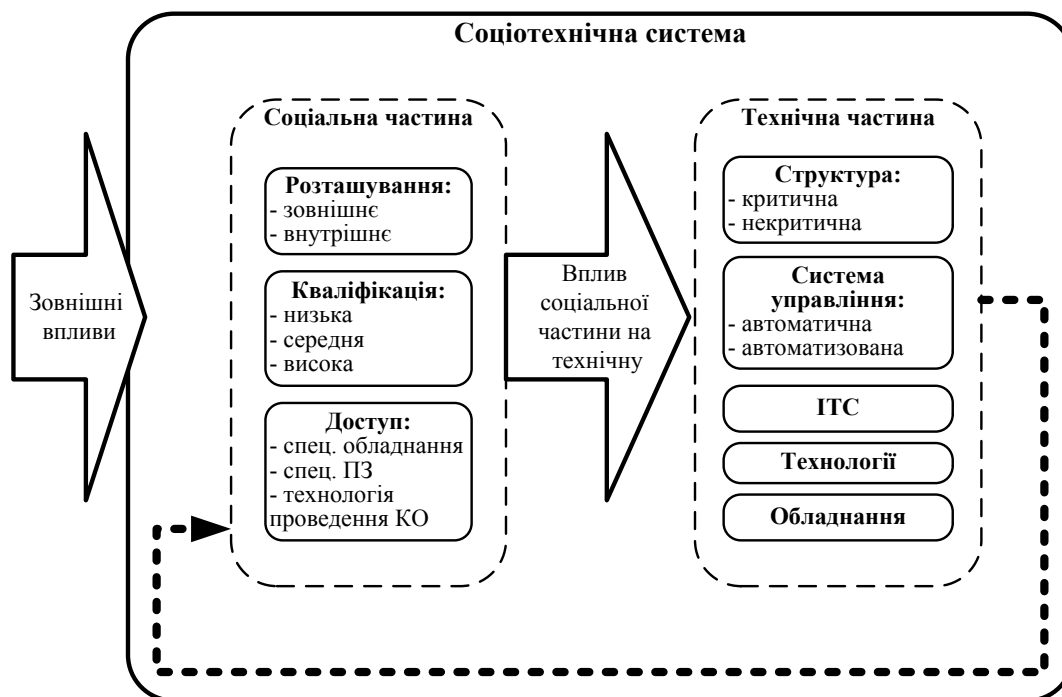 Соціотехнічна система
Зовнішні
впливи
Соціальна частина
Розташування:
- зовнішнє
- внутрішнє
Кваліфікація:
- низька
- середня
- висока
Доступ:
- спец. обладнання
- спец. ПЗ
- технологія
проведення КО
Вплив
соціальної
частини на
технічну
Технічна частина
Структура:
- критична
- некритична
Система
управління:
- автоматична
- автоматизована
ІТС
Технології
Обладнання